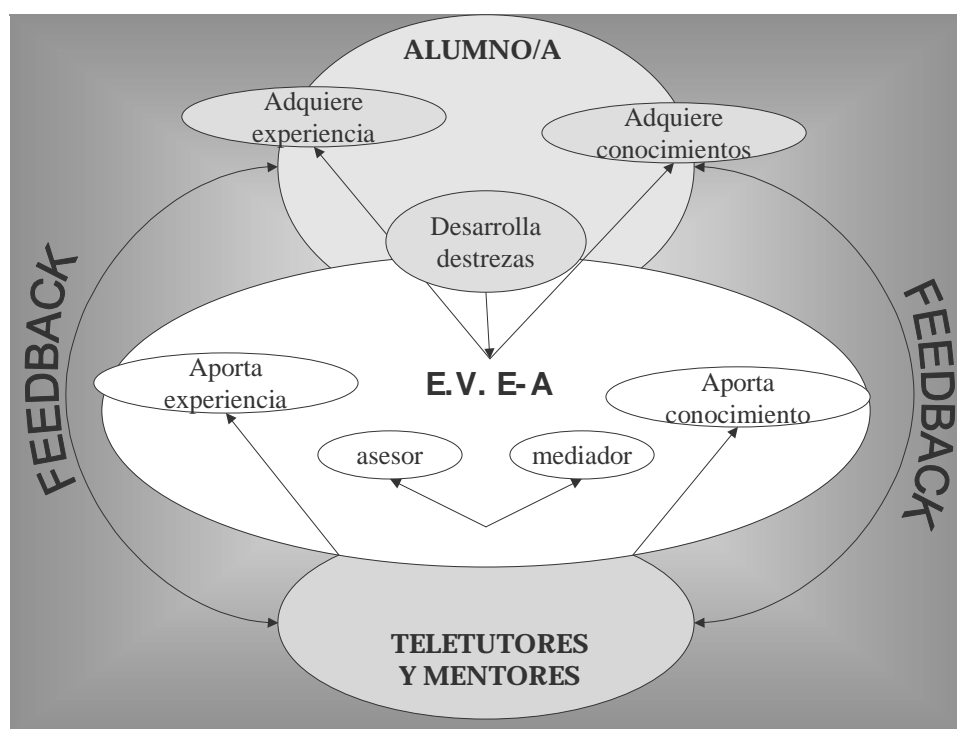 ALUMNO/A
Adquiere
experiencia
Adquiere
conocimientos
Desarrolla
destrezas
FEEDBACK
FEEDBACK
E.V. E-A
Aporta
experiencia
Aporta
conocimiento
asesor
mediador
TELETUTORES
Y MENTORES